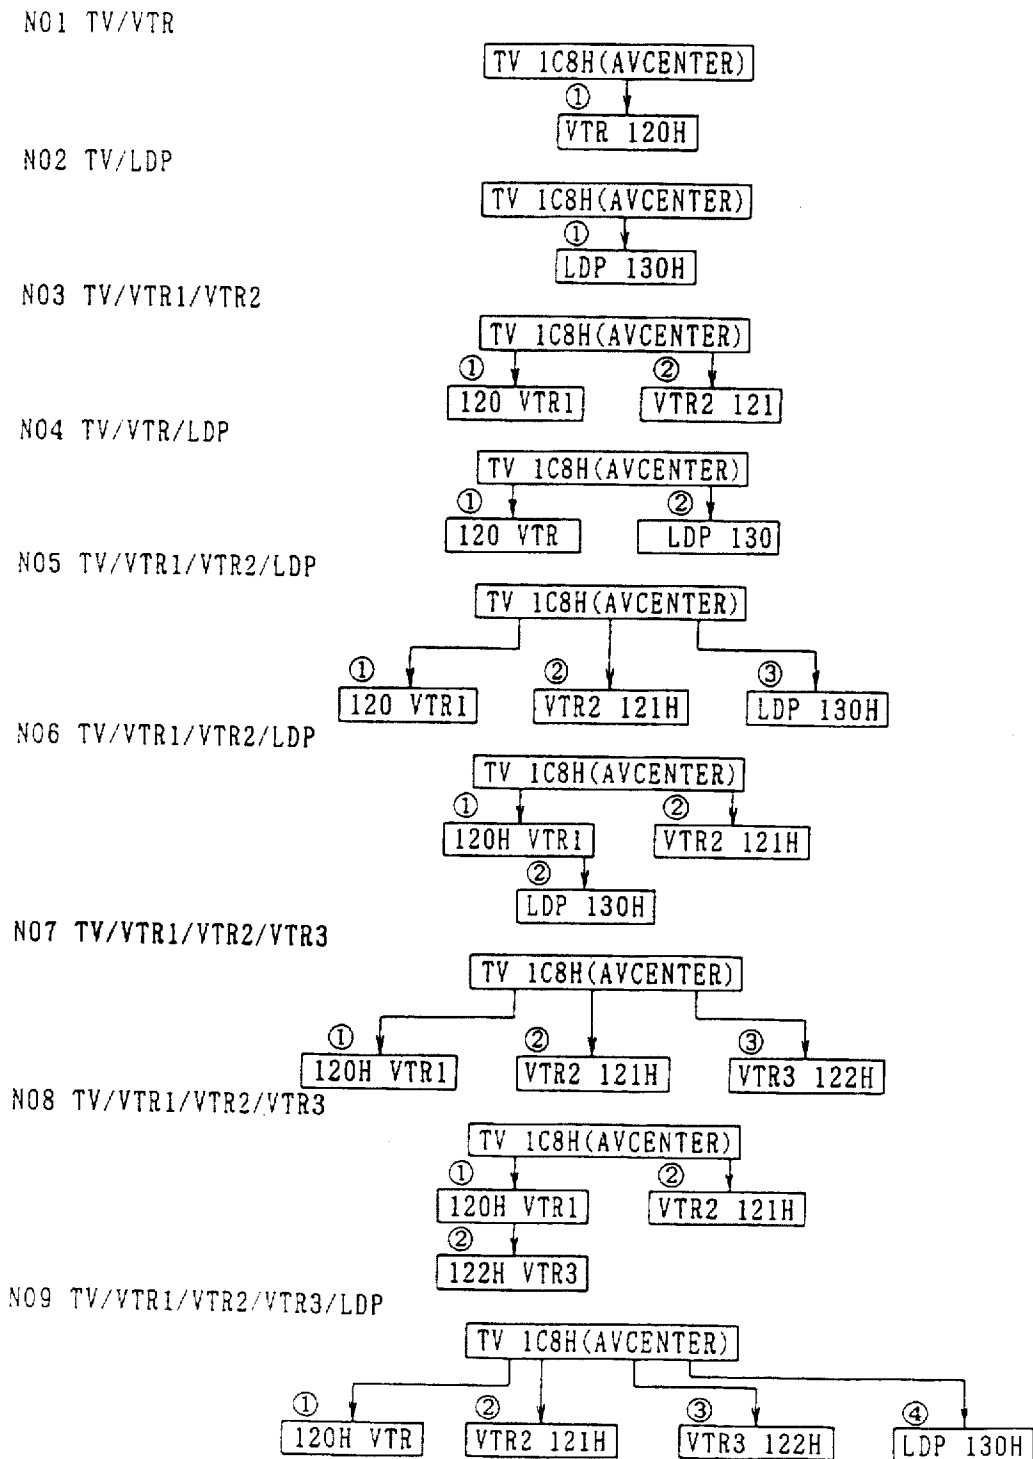 NO1 TV/VTR
TV 1C8H(AVCENTER)
①
VTR 120H
NO2 TV/LDP
TV 1C8H(AVCENTER)
①
LDP 130H
NO3 TV/VTR1/VTR2
TV 1C8H(AVCENTER)
① ②
120 VTR1 VTR2 121
NO4 TV/VTR/LDP
TV 1C8H(AVCENTER)
① ②
120 VTR LDP 130
NO5 TV/VTR1/VTR2/LDP
TV 1C8H(AVCENTER)
① ② ③
120 VTR1 VTR2 121H LDP 130H
NO6 TV/VTR1/VTR2/LDP
TV 1C8H(AVCENTER)
① ②
120H VTR1 VTR2 121H
②
LDP 130H
NO7 TV/VTR1/VTR2/VTR3
TV 1C8H(AVCENTER)
① ② ③
120H VTR1 VTR2 121H VTR3 122H
NO8 TV/VTR1/VTR2/VTR3
TV 1C8H(AVCENTER)
① ②
120H VTR1 VTR2 121H
②
122H VTR3
NO9 TV/VTR1/VTR2/VTR3/LDP
TV 1C8H(AVCENTER)
① ② ③ ④
120H VTR VTR2 121H VTR3 122H LDP 130H